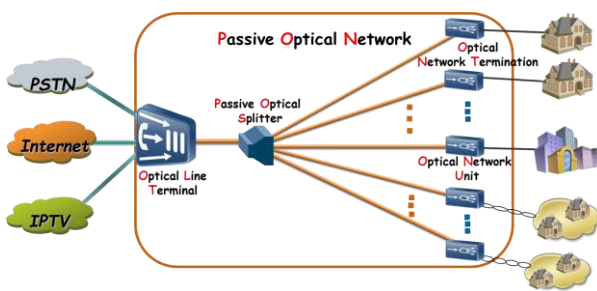 Passive Optical Network
PSTN
Internet
IPTV
Optical Line
Terminal
Passive Optical
Splitter
Optical
Network Termination
Optical Network
Unit